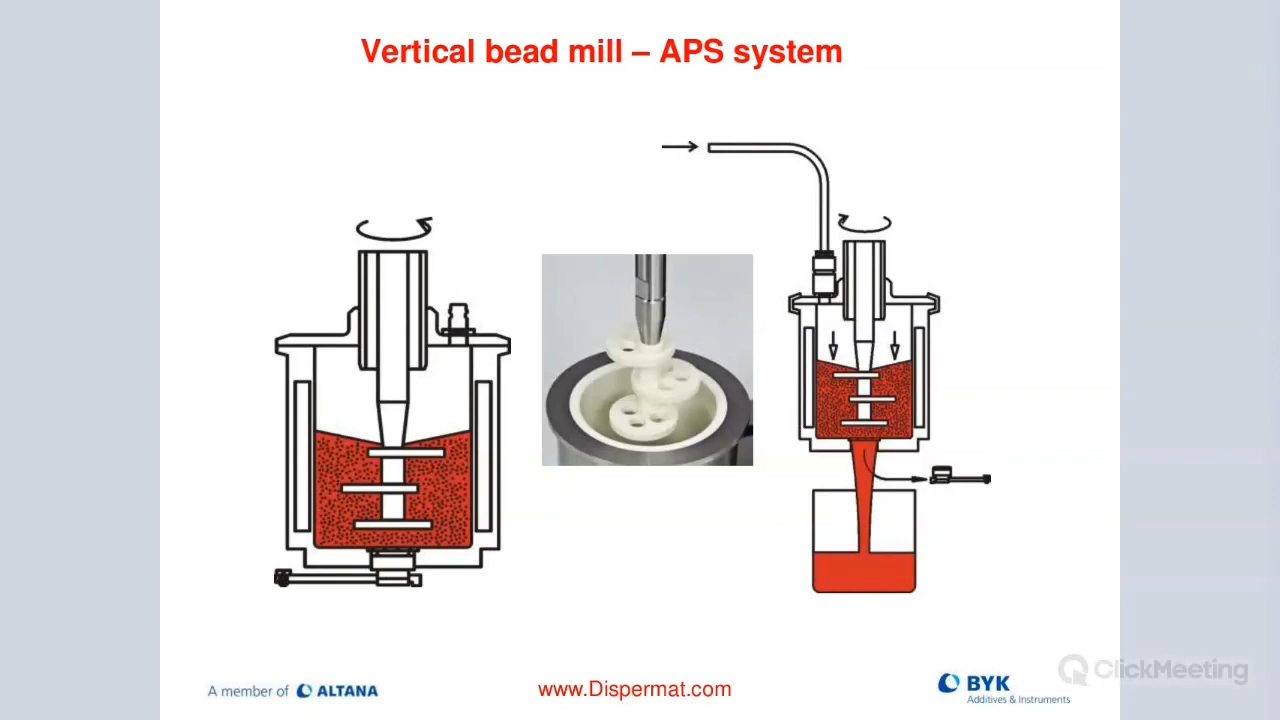 Vertical bead mill – APS system
A member of ALTANA
www.Dispermat.com
BYK
Additives & Instruments
ClickMeeting